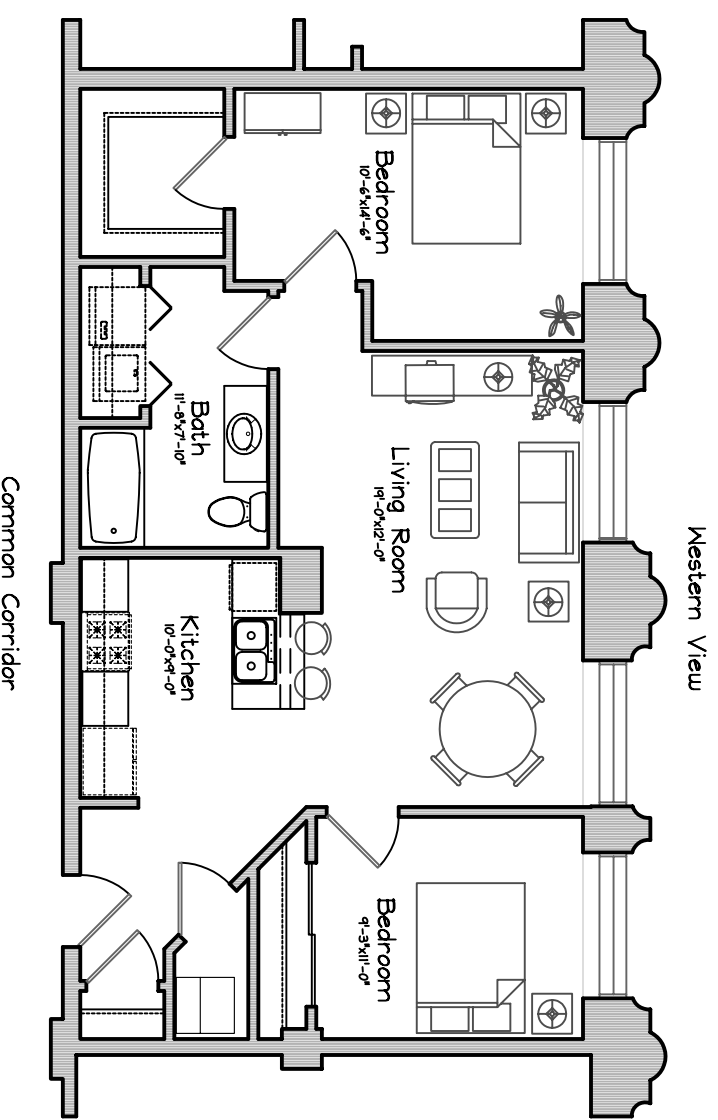 Western View
Bedroom
10'-6"x14'-6"
Living Room
19'-0"x12'-0"
Bedroom
9'-3"x11'-0"
Bath
11'-8"x7'-10"
Kitchen
10'-0"x9'-0"
Common Corridor